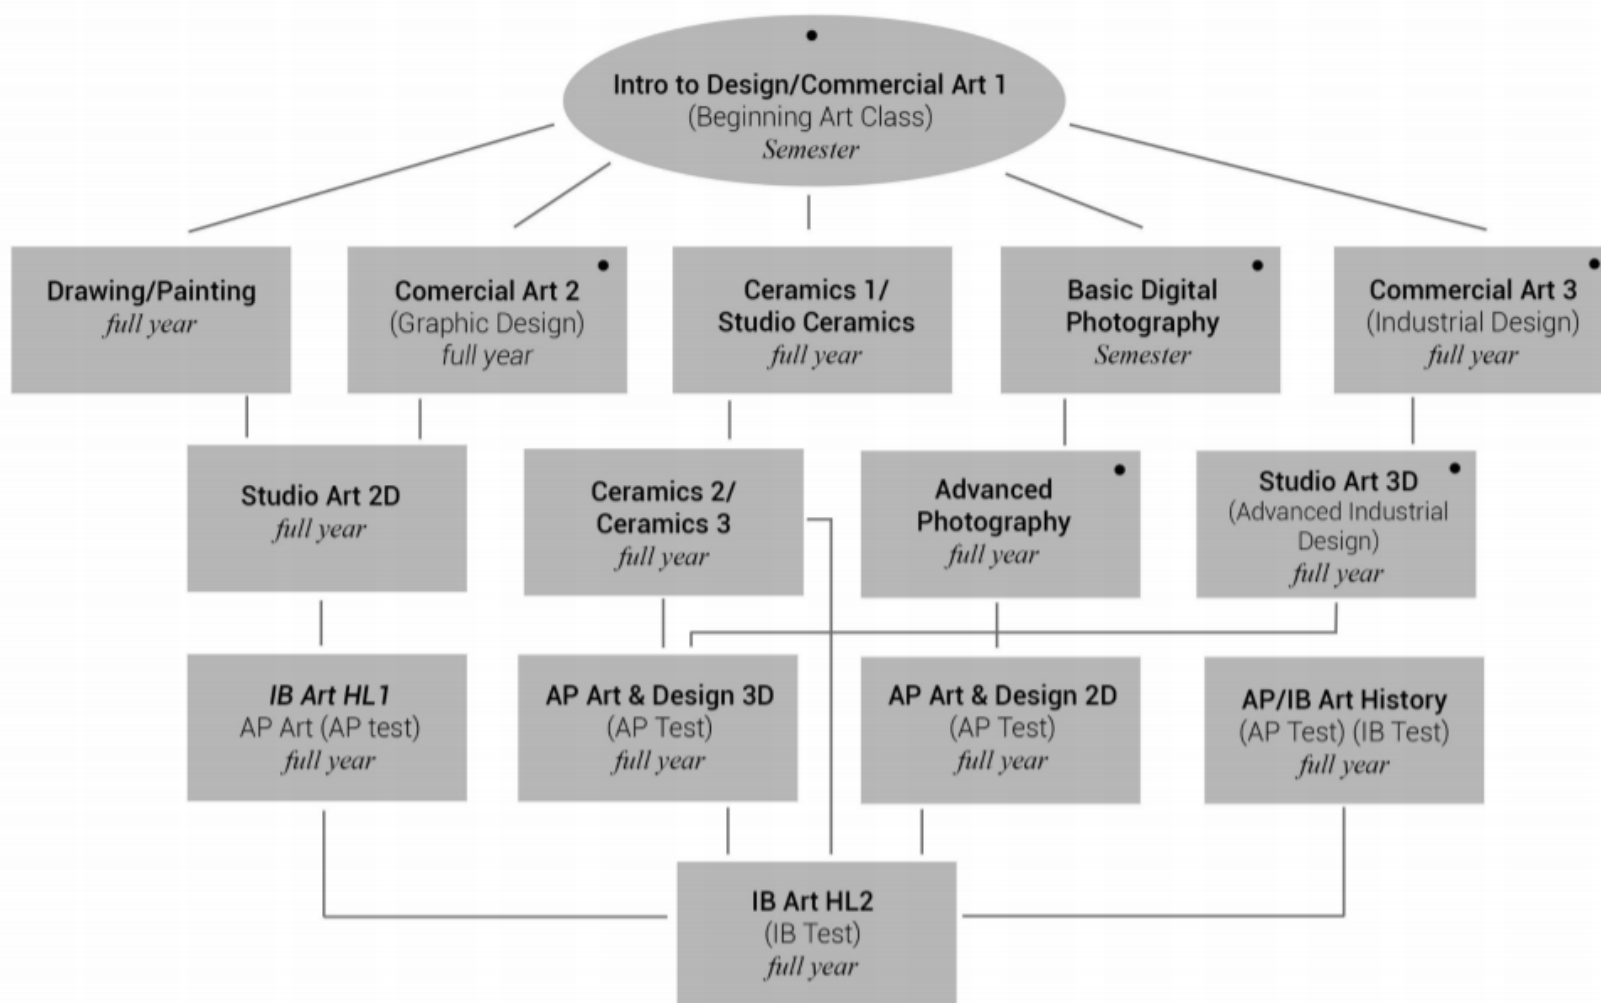 Intro to Design/Commercial Art 1
(Beginning Art Class)
Semester
Drawing/Painting
full year
Comercial Art 2
(Graphic Design)
full year
Ceramics 1/
Studio Ceramics
full year
Basic Digital
Photography
Semester
Commercial Art 3
(Industrial Design)
full year
Studio Art 2D
full year
Ceramics 2/
Ceramics 3
full year
Advanced
Photography
full year
Studio Art 3D
(Advanced Industrial
Design)
full year
IB Art HL1
AP Art (AP test)
full year
AP Art & Design 3D
(AP Test)
full year
AP Art & Design 2D
(AP Test)
full year
AP/IB Art History
(AP Test) (IB Test)
full year
IB Art HL2
(IB Test)
full year